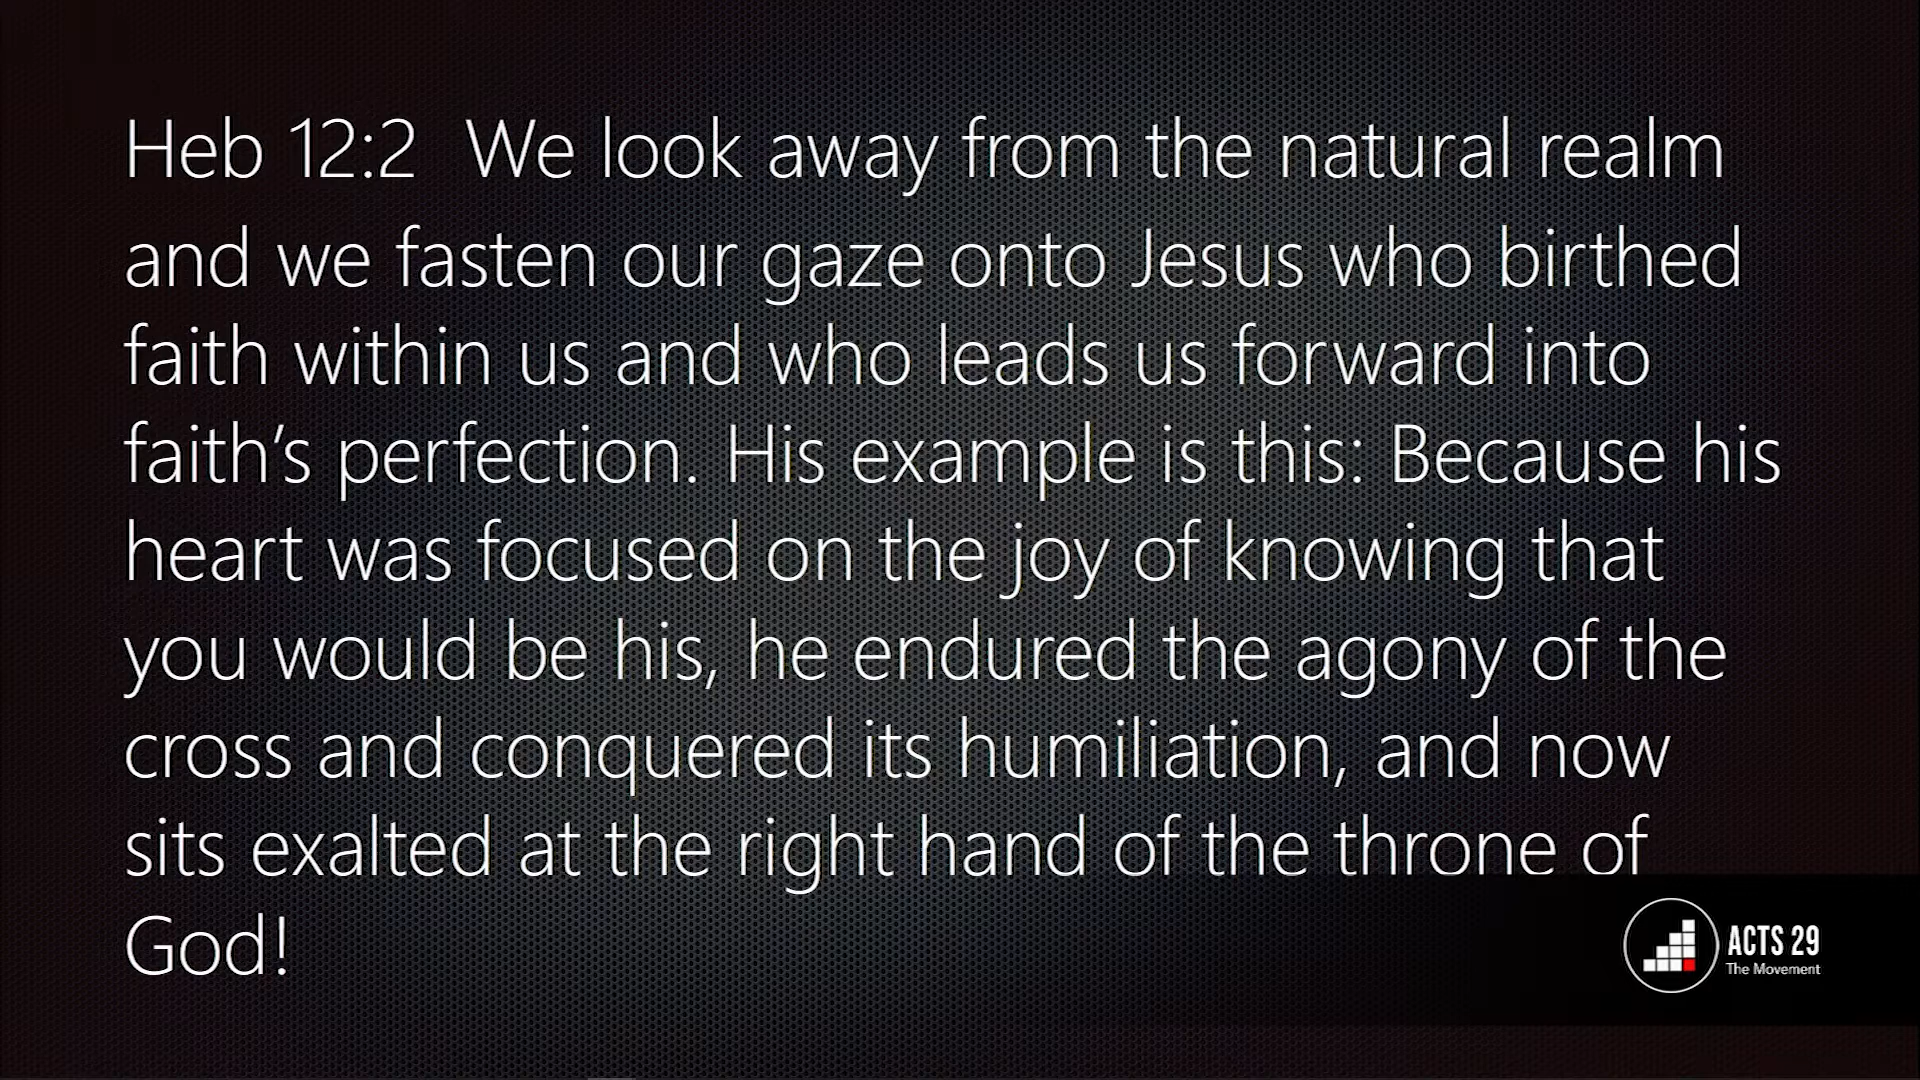 Heb 12:2  We look away from the natural realm
and we fasten our gaze onto Jesus who birthed
faith within us and who leads us forward into
faith’s perfection. His example is this: Because his
heart was focused on the joy of knowing that
you would be his, he endured the agony of the
cross and conquered its humiliation, and now
sits exalted at the right hand of the throne of
God!
ACTS 29
The Movement